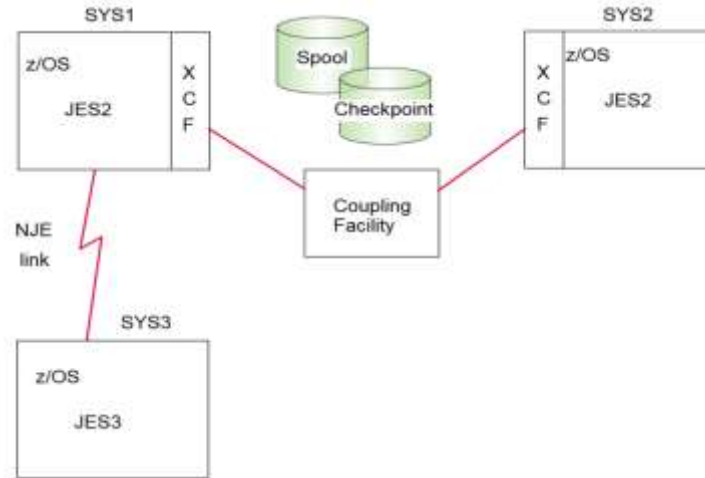 SYS1
SYS2
z/OS
JES2
X
C
F
Spool
Checkpoint
X
C
F
z/OS
JES2
Coupling
Facility
NJE
link
SYS3
z/OS
JES3